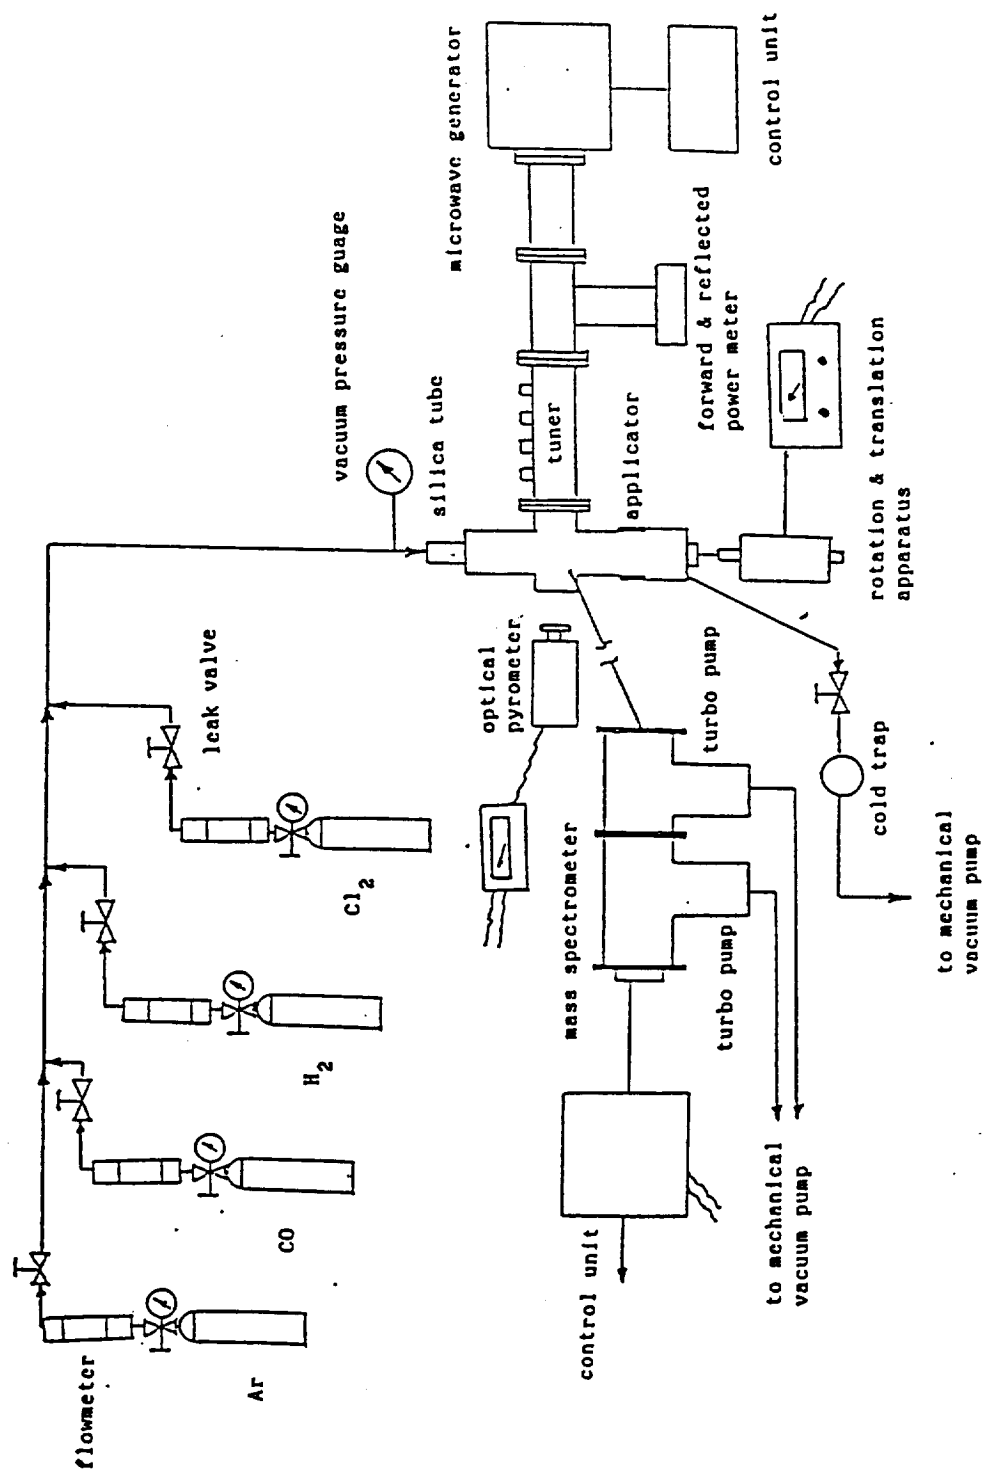 flowmeter
Ar
CO
H2
Cl2
leak valve
vacuum pressure guage
silica tube
microwave generator
control unit
tuner
applicator
forward & reflected
power meter
rotation & translation
apparatus
optical
pyrometer
mass spectrometer
turbo pump
turbo pump
cold trap
to mechanical
vacuum pump
control unit
to mechanical
vacuum pump